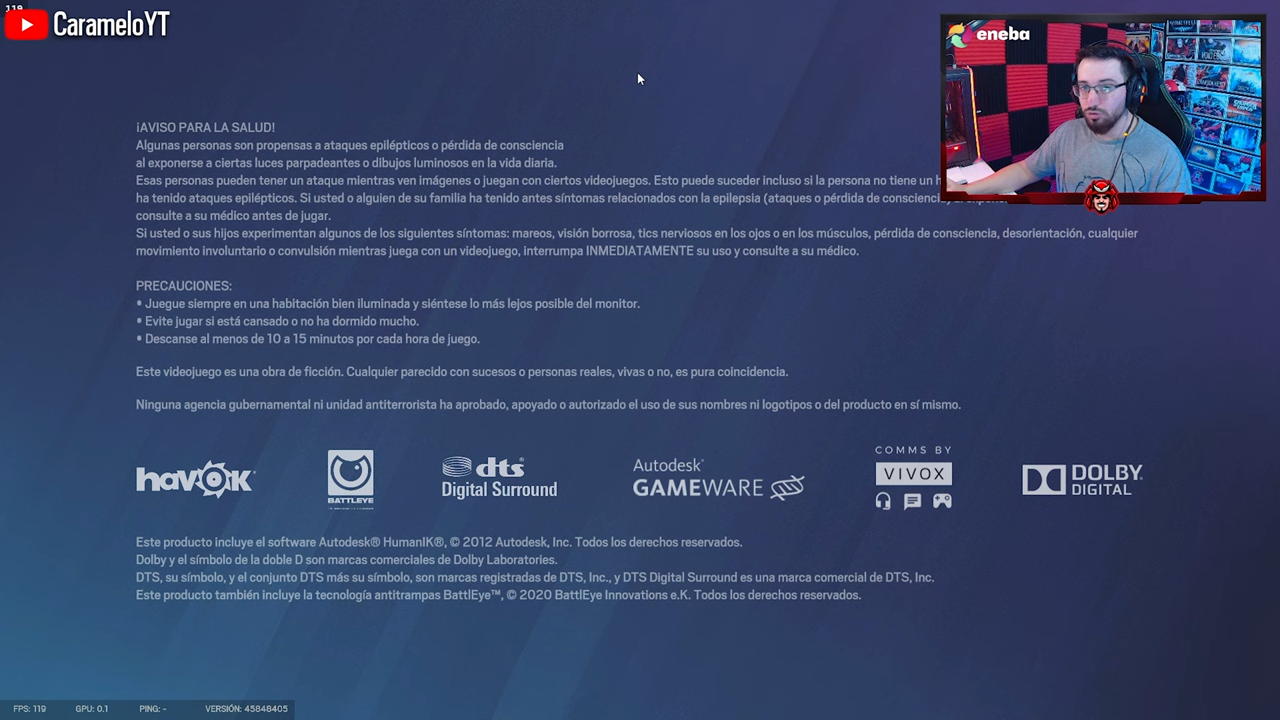 119
CarameloYT
eneba
¡AVISO PARA LA SALUD!
Algunas personas son propensas a ataques epilépticos o pérdida de consciencia
al exponerse a ciertas luces parpadeantes o dibujos luminosos en la vida diaria.
Esas personas pueden tener un ataque mientras ven imágenes o juegan con ciertos videojuegos. Esto puede suceder incluso si la persona no tiene un
ha tenido ataques epilépticos. Si usted o alguien de su familia ha tenido antes síntomas relacionados con la epilepsia (ataques o pérdida de consciencia
consulte a su médico antes de jugar.
Si usted o sus hijos experimentan algunos de los siguientes síntomas: mareos, visión borrosa, tics nerviosos en los ojos o en los músculos, pérdida de consciencia, desorientación, cualquier
movimiento involuntario o convulsión mientras juega con un videojuego, interrumpa INMEDIATAMENTE su uso y consulte a su médico.
PRECAUCIONES:
• Juegue siempre en una habitación bien iluminada y siéntese lo más lejos posible del monitor.
• Evite jugar si está cansado o no ha dormido mucho.
• Descanse al menos de 10 a 15 minutos por cada hora de juego.
Este videojuego es una obra de ficción. Cualquier parecido con sucesos o personas reales, vivas o no, es pura coincidencia.
Ninguna agencia gubernamental ni unidad antiterrorista ha aprobado, apoyado o autorizado el uso de sus nombres ni logotipos o del producto en sí mismo.
havok
BATTLEYE
dts
Digital Surround
Autodesk®
GAMEWARE
COMMS BY
VIVOX
DOLBY
DIGITAL
Este producto incluye el software Autodesk® HumanIK®, © 2012 Autodesk, Inc. Todos los derechos reservados.
Dolby y el símbolo de la doble D son marcas comerciales de Dolby Laboratories.
DTS, su símbolo, y el conjunto DTS más su símbolo, son marcas registradas de DTS, Inc., y DTS Digital Surround es una marca comercial de DTS, Inc.
Este producto también incluye la tecnología antitrampas BattlEye™, © 2020 BattlEye Innovations e.K. Todos los derechos reservados.
FPS: 119 GPU: 0.1 PING: - VERSIÓN: 45848405